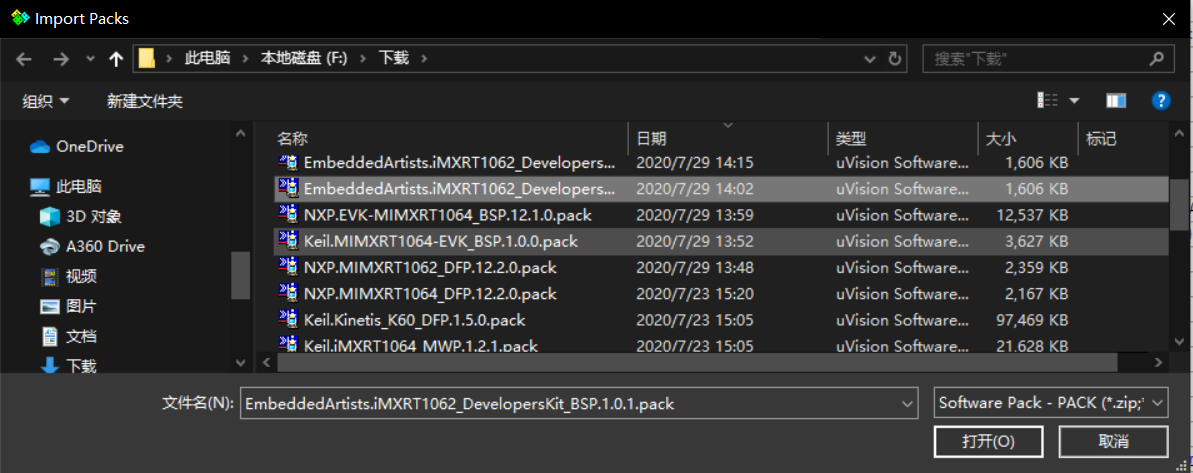 Import Packs
此电脑 › 本地磁盘 (F:) › 下载 ›
搜索"下载"
组织 新建文件夹
OneDrive
此电脑
3D 对象
A360 Drive
视频
图片
文档
下载
名称 日期 类型 大小 标记
EmbeddedArtists.iMXRT1062_Developers... 2020/7/29 14:15 uVision Software... 1,606 KB
EmbeddedArtists.iMXRT1062_Developers... 2020/7/29 14:02 uVision Software... 1,606 KB
NXP.EVK-MIMXRT1064_BSP.12.1.0.pack 2020/7/29 13:59 uVision Software... 12,537 KB
Keil.MIMXRT1064-EVK_BSP.1.0.0.pack 2020/7/29 13:52 uVision Software... 3,627 KB
NXP.MIMXRT1062_DFP.12.2.0.pack 2020/7/29 13:48 uVision Software... 2,359 KB
NXP.MIMXRT1064_DFP.12.2.0.pack 2020/7/23 15:20 uVision Software... 2,167 KB
Keil.Kinetis_K60_DFP.1.5.0.pack 2020/7/23 15:05 uVision Software... 97,469 KB
Keil.iMXRT1064_MWP.1.2.1.pack 2020/7/23 15:05 uVision Software... 21,628 KB
文件名(N): EmbeddedArtists.iMXRT1062_DevelopersKit_BSP.1.0.1.pack
Software Pack - PACK (*.zip;*
打开(O) 取消